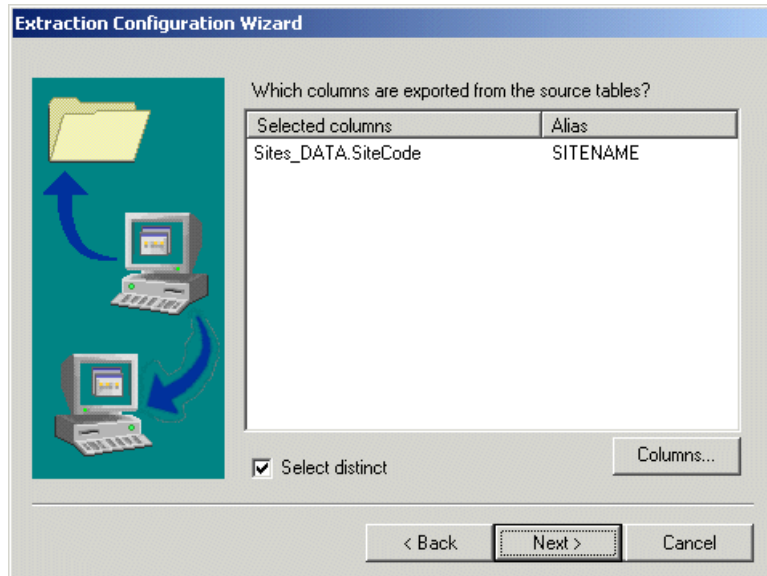 Extraction Configuration Wizard
Which columns are exported from the source tables?
Selected columns Alias
Sites_DATA.SiteCode SITENAME
Select distinct
Columns...
< Back Next > Cancel